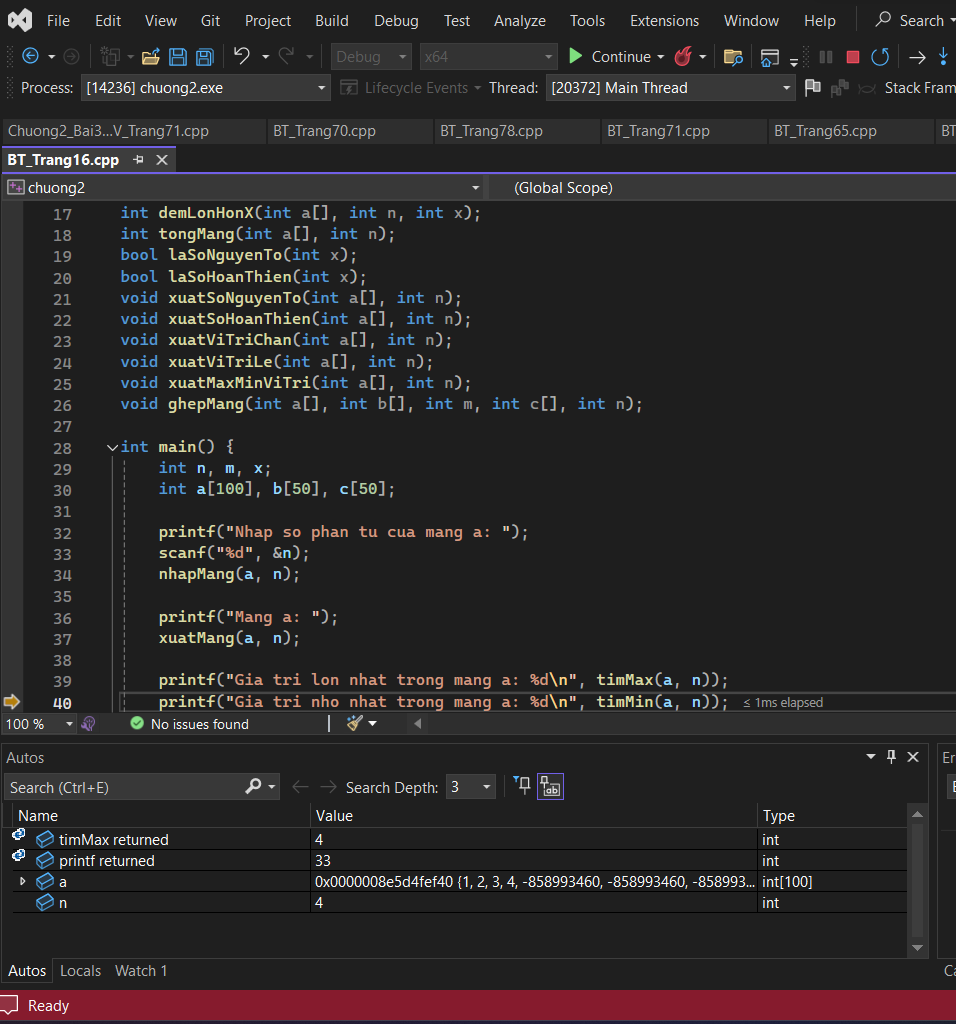 File Edit View Git Project Build Debug Test Analyze Tools Extensions Window Help Search
Debug x64 Continue
Process: [14236] chuong2.exe Lifecycle Events Thread: [20372] Main Thread Stack Fram
Chuong2_Bai3...V_Trang71.cpp BT_Trang70.cpp BT_Trang78.cpp BT_Trang71.cpp BT_Trang65.cpp BT
BT_Trang16.cpp
chuong2 (Global Scope)
17 int demLonHonX(int a[], int n, int x);
18 int tongMang(int a[], int n);
19 bool laSoNguyenTo(int x);
20 bool laSoHoanThien(int x);
21 void xuatSoNguyenTo(int a[], int n);
22 void xuatSoHoanThien(int a[], int n);
23 void xuatViTriChan(int a[], int n);
24 void xuatViTriLe(int a[], int n);
25 void xuatMaxMinViTri(int a[], int n);
26 void ghepMang(int a[], int b[], int m, int c[], int n);
27
28 int main() {
29 int n, m, x;
30 int a[100], b[50], c[50];
31
32 printf("Nhap so phan tu cua mang a: ");
33 scanf("%d", &n);
34 nhapMang(a, n);
35
36 printf("Mang a: ");
37 xuatMang(a, n);
38
39 printf("Gia tri lon nhat trong mang a: %d\n", timMax(a, n));
40 printf("Gia tri nho nhat trong mang a: %d\n", timMin(a, n)); ≤ 1ms elapsed
100 % No issues found
Autos Er
Search (Ctrl+E) Search Depth: 3
Name Value Type
timMax returned 4 int
printf returned 33 int
a 0x0000008e5d4fef40 {1, 2, 3, 4, -858993460, -858993460, -858993... int[100]
n 4 int
Autos Locals Watch 1 Ca
Ready